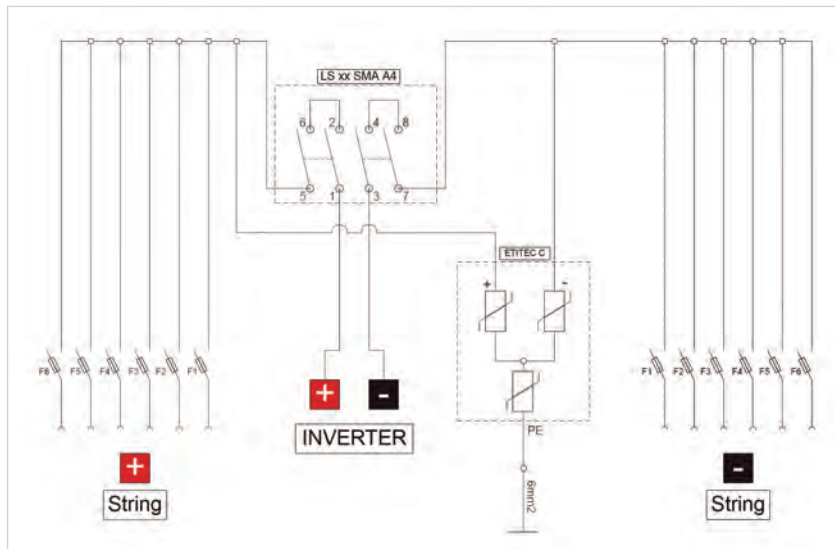 LS xx SMA A4
6 2 4 8
5 1 3 7
ETITEC C
+ -
F6 F5 F4 F3 F2 F1
F1 F2 F3 F4 F5 F6
+ -
INVERTER
PE
6mm2
+
String
-
String